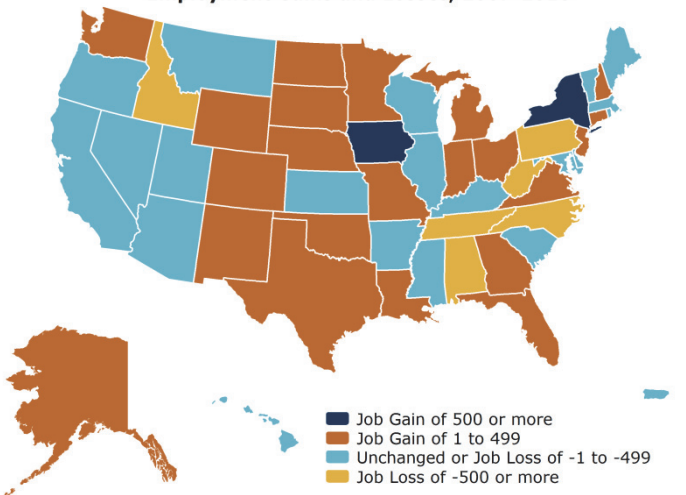 Job Gain of 500 or more
Job Gain of 1 to 499
Unchanged or Job Loss of -1 to -499
Job Loss of -500 or more